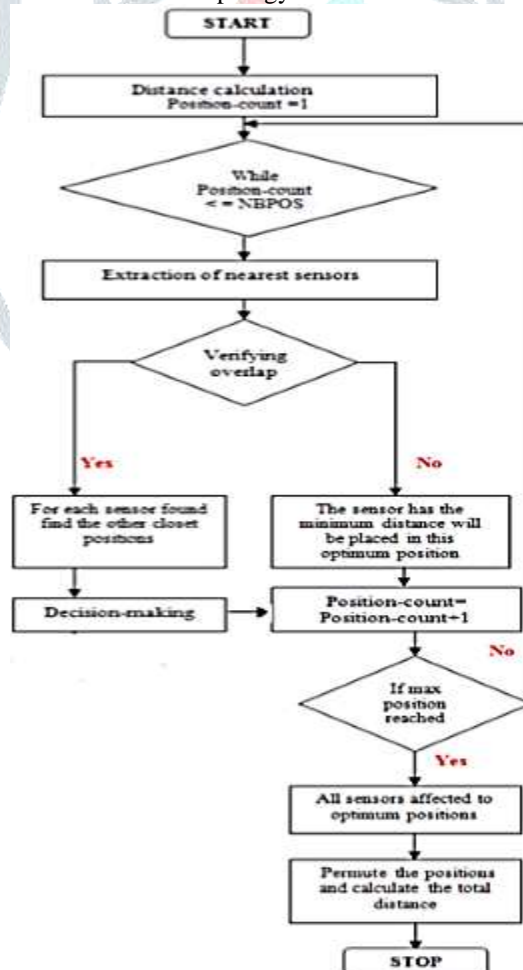 START
Distance calculation
Position-count =1
While
Position-count
< = NBPOS
Extraction of nearest sensors
Verifying
overlap
Yes
No
For each sensor found
find the other closet
positions
The sensor has the
minimum distance will
be placed in this
optimum position
Decision-making
Position-count=
Position-count+1
No
If max
position
reached
Yes
All sensors affected to
optimum positions
Permute the positions
and calculate the total
distance
STOP